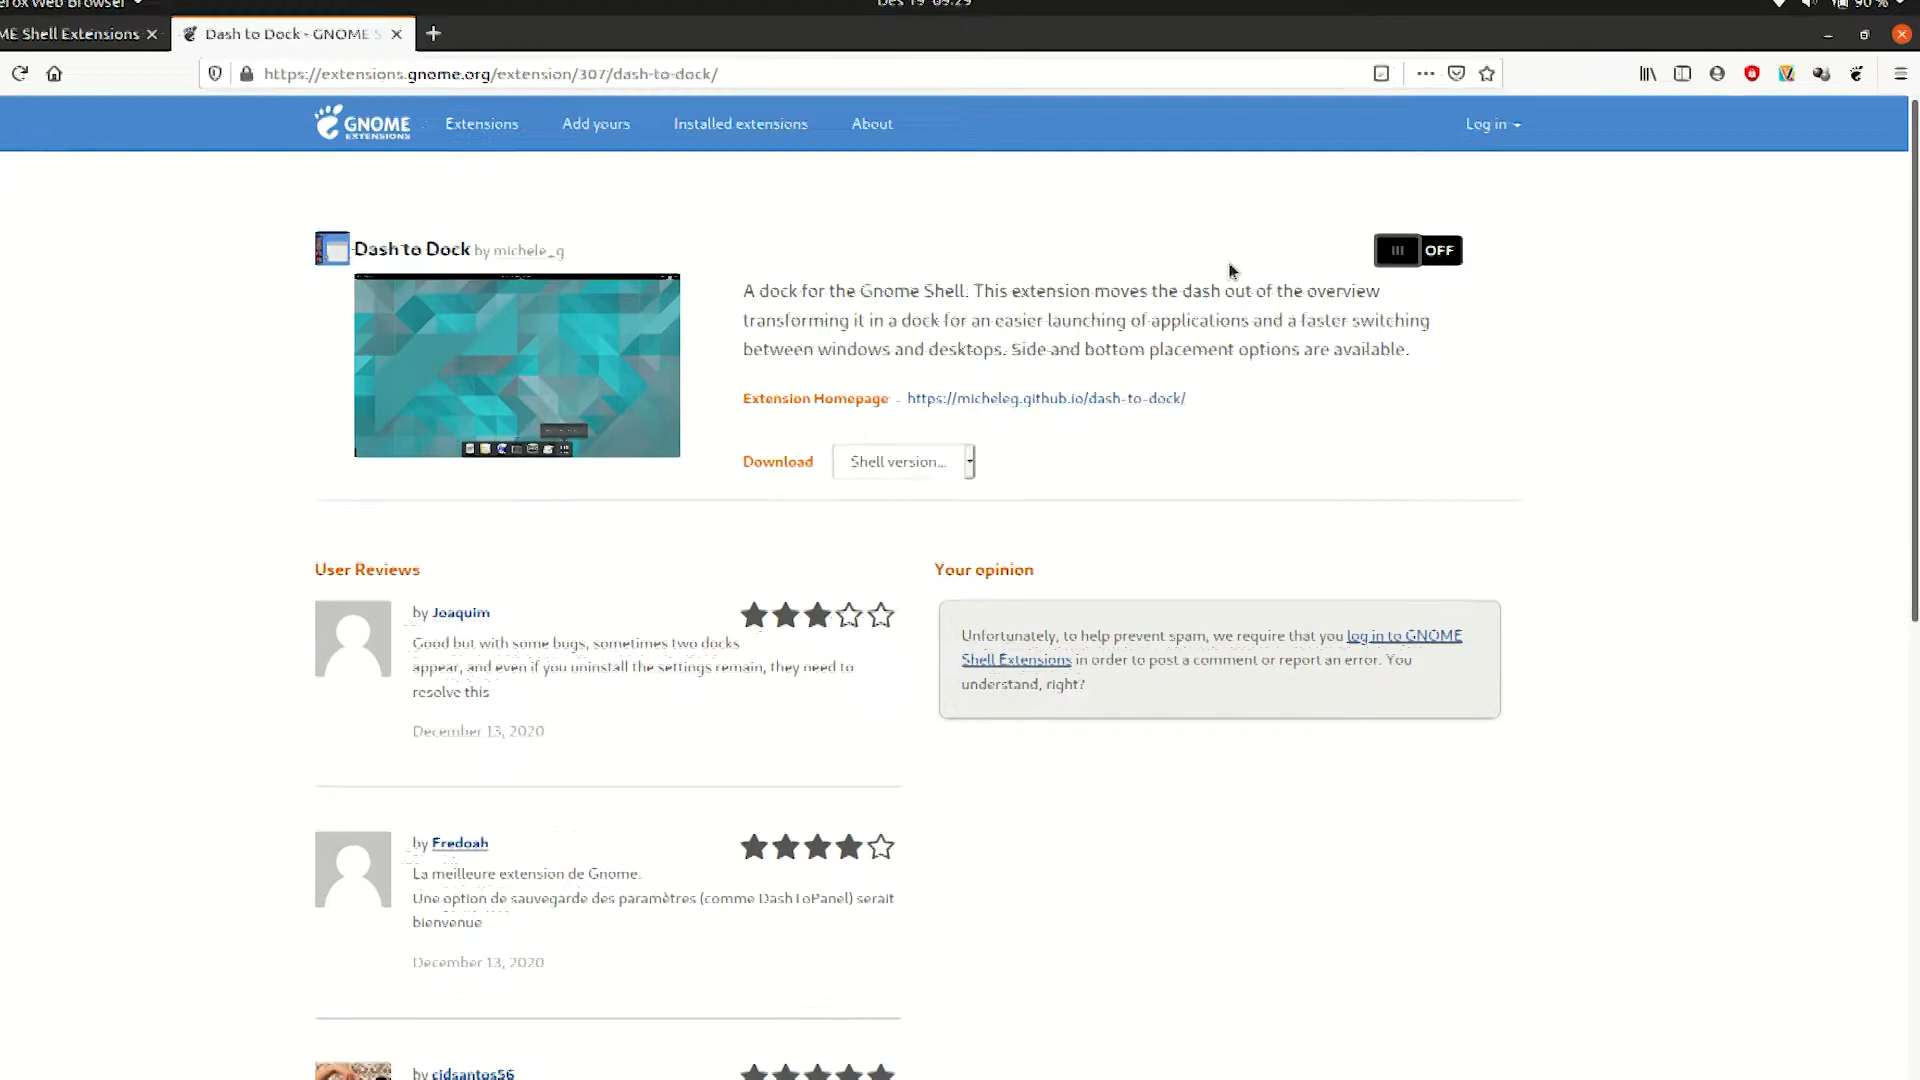 Web Browser
Des 19 09:29
90 %
ME Shell Extensions
Dash to Dock - GNOME S
https://extensions.gnome.org/extension/307/dash-to-dock/
GNOME
EXTENSIONS
Extensions
Add yours
Installed extensions
About
Log in
Dash to Dock by michele_g
OFF
A dock for the Gnome Shell. This extension moves the dash out of the overview
transforming it in a dock for an easier launching of applications and a faster switching
between windows and desktops. Side and bottom placement options are available.
Extension Homepage - https://micheleg.github.io/dash-to-dock/
Download
Shell version...
User Reviews
by Joaquim
Good but with some bugs, sometimes two docks
appear, and even if you uninstall the settings remain, they need to
resolve this
December 13, 2020
Your opinion
Unfortunately, to help prevent spam, we require that you log in to GNOME
Shell Extensions in order to post a comment or report an error. You
understand, right?
by Fredoah
La meilleure extension de Gnome.
Une option de sauvegarde des paramètres (comme DashToPanel) serait
bienvenue
December 13, 2020
by cidsantos56